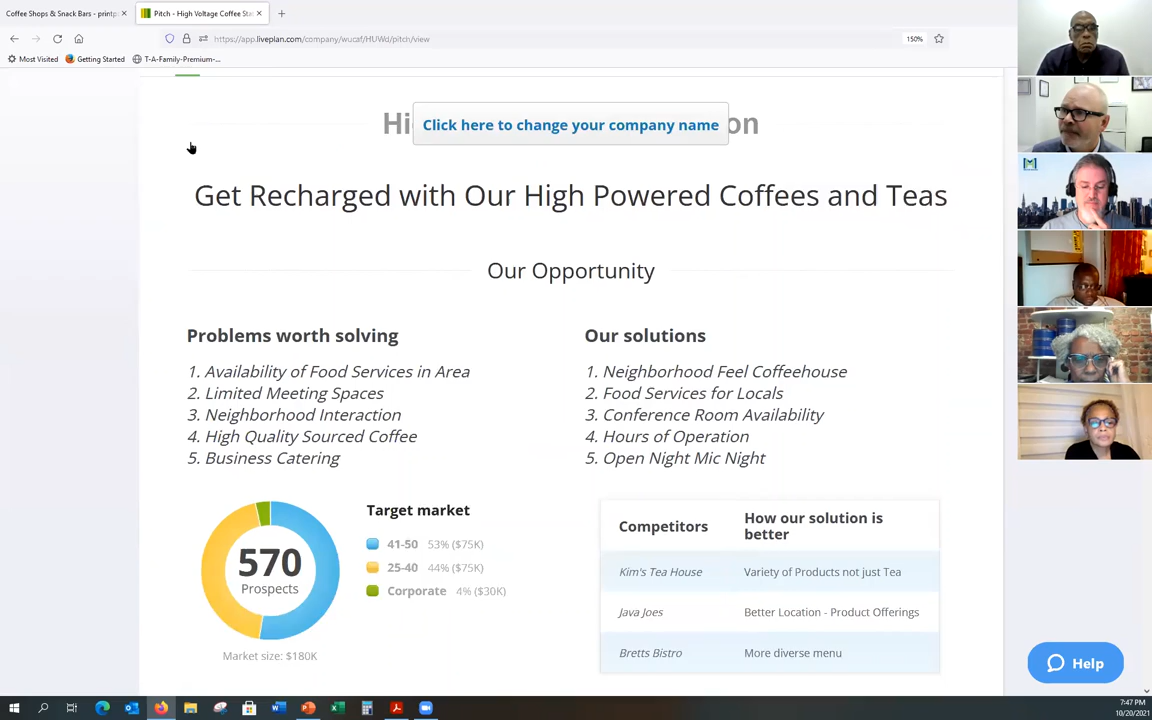 Coffee Shops & Snack Bars - printp
Pitch - High Voltage Coffee Sta
https://app.liveplan.com/company/wucaf/HUWd/pitch/view
150%
Most Visited
Getting Started
T-A-Family-Premium-...
Hi
Click here to change your company name
on
Get Recharged with Our High Powered Coffees and Teas
Our Opportunity
Problems worth solving
1. Availability of Food Services in Area
2. Limited Meeting Spaces
3. Neighborhood Interaction
4. High Quality Sourced Coffee
5. Business Catering
Our solutions
1. Neighborhood Feel Coffeehouse
2. Food Services for Locals
3. Conference Room Availability
4. Hours of Operation
5. Open Night Mic Night
570
Prospects
Market size: $180K
Target market
41-50 53% ($75K)
25-40 44% ($75K)
Corporate 4% ($30K)
Competitors
How our solution is
better
Kim's Tea House
Variety of Products not just Tea
Java Joes
Better Location - Product Offerings
Bretts Bistro
More diverse menu
Help
7:47 PM
10/20/2021